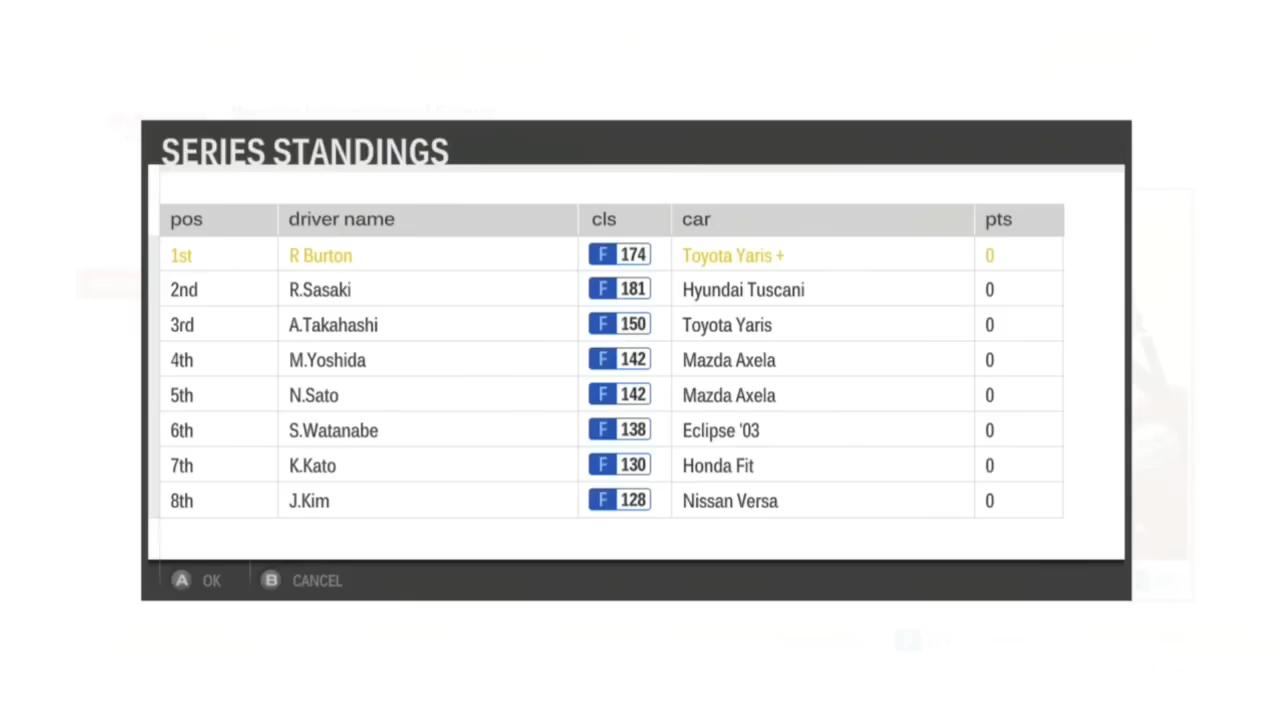 SERIES STANDINGS
pos driver name cls car pts
1st R Burton F 174 Toyota Yaris + 0
2nd R.Sasaki F 181 Hyundai Tuscani 0
3rd A.Takahashi F 150 Toyota Yaris 0
4th M.Yoshida F 142 Mazda Axela 0
5th N.Sato F 142 Mazda Axela 0
6th S.Watanabe F 138 Eclipse '03 0
7th K.Kato F 130 Honda Fit 0
8th J.Kim F 128 Nissan Versa 0
A OK B CANCEL